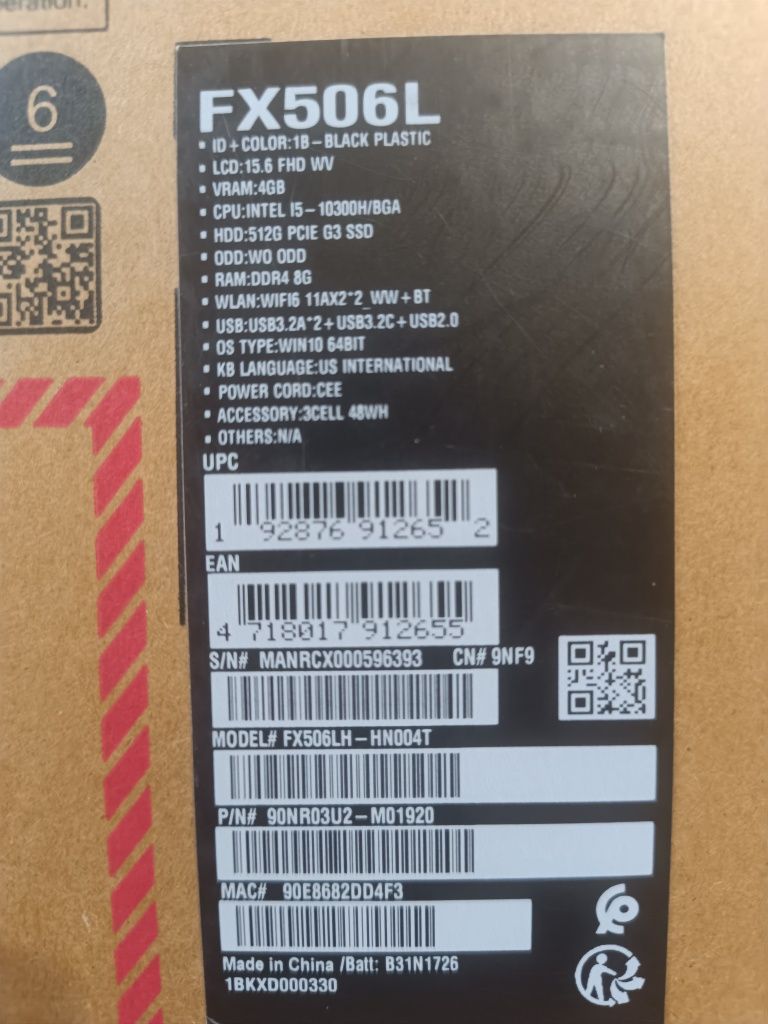 eration.
6
FX506L
• ID+COLOR:1B-BLACK PLASTIC
• LCD:15.6 FHD WV
• VRAM:4GB
• CPU:INTEL I5-10300H/BGA
• HDD:512G PCIE G3 SSD
• ODD:WO ODD
• RAM:DDR4 8G
• WLAN:WIFI6 11AX2*2_WW+BT
• USB:USB3.2A*2+USB3.2C+USB2.0
• OS TYPE:WIN10 64BIT
• KB LANGUAGE:US INTERNATIONAL
• POWER CORD:CEE
• ACCESSORY:3CELL 48WH
• OTHERS:N/A
UPC
1 92876 91265 2
EAN
4 718017 912655
S/N# MANRCX000596393 CN# 9NF9
MODEL# FX506LH-HN004T
P/N# 90NR03U2-M01920
MAC# 90E8682DD4F3
Made in China /Batt: B31N1726
1BKXD000330